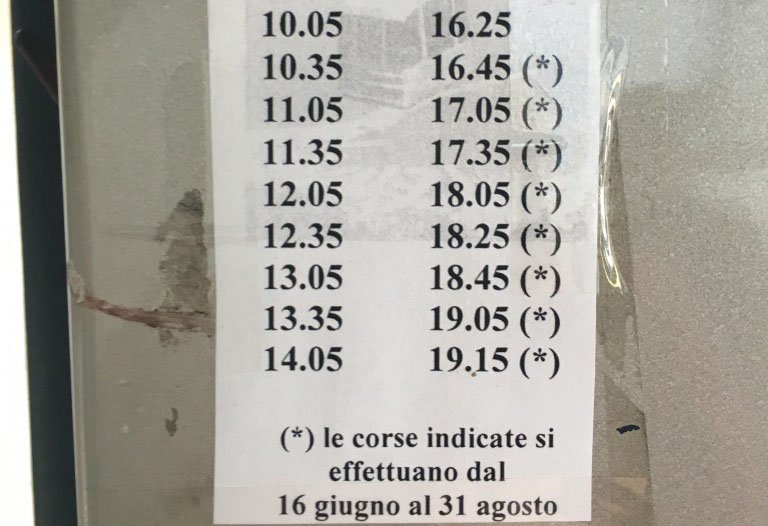 10.05 16.25
10.35 16.45 (*)
11.05 17.05 (*)
11.35 17.35 (*)
12.05 18.05 (*)
12.35 18.25 (*)
13.05 18.45 (*)
13.35 19.05 (*)
14.05 19.15 (*)
(*) le corse indicate si
effettuano dal
16 giugno al 31 agosto